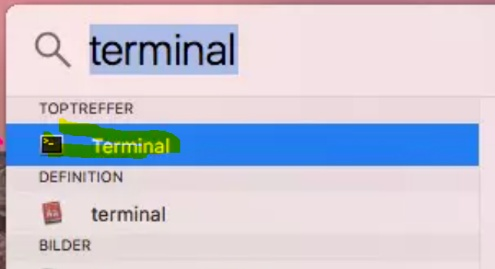 terminal
TOPTREFFER
Terminal
DEFINITION
terminal
BILDER